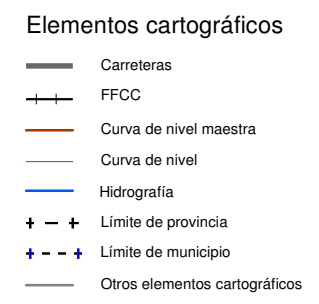 Elementos cartográficos
Carreteras
FFCC
Curva de nivel maestra
Curva de nivel
Hidrografía
Límite de provincia
Límite de municipio
Otros elementos cartográficos